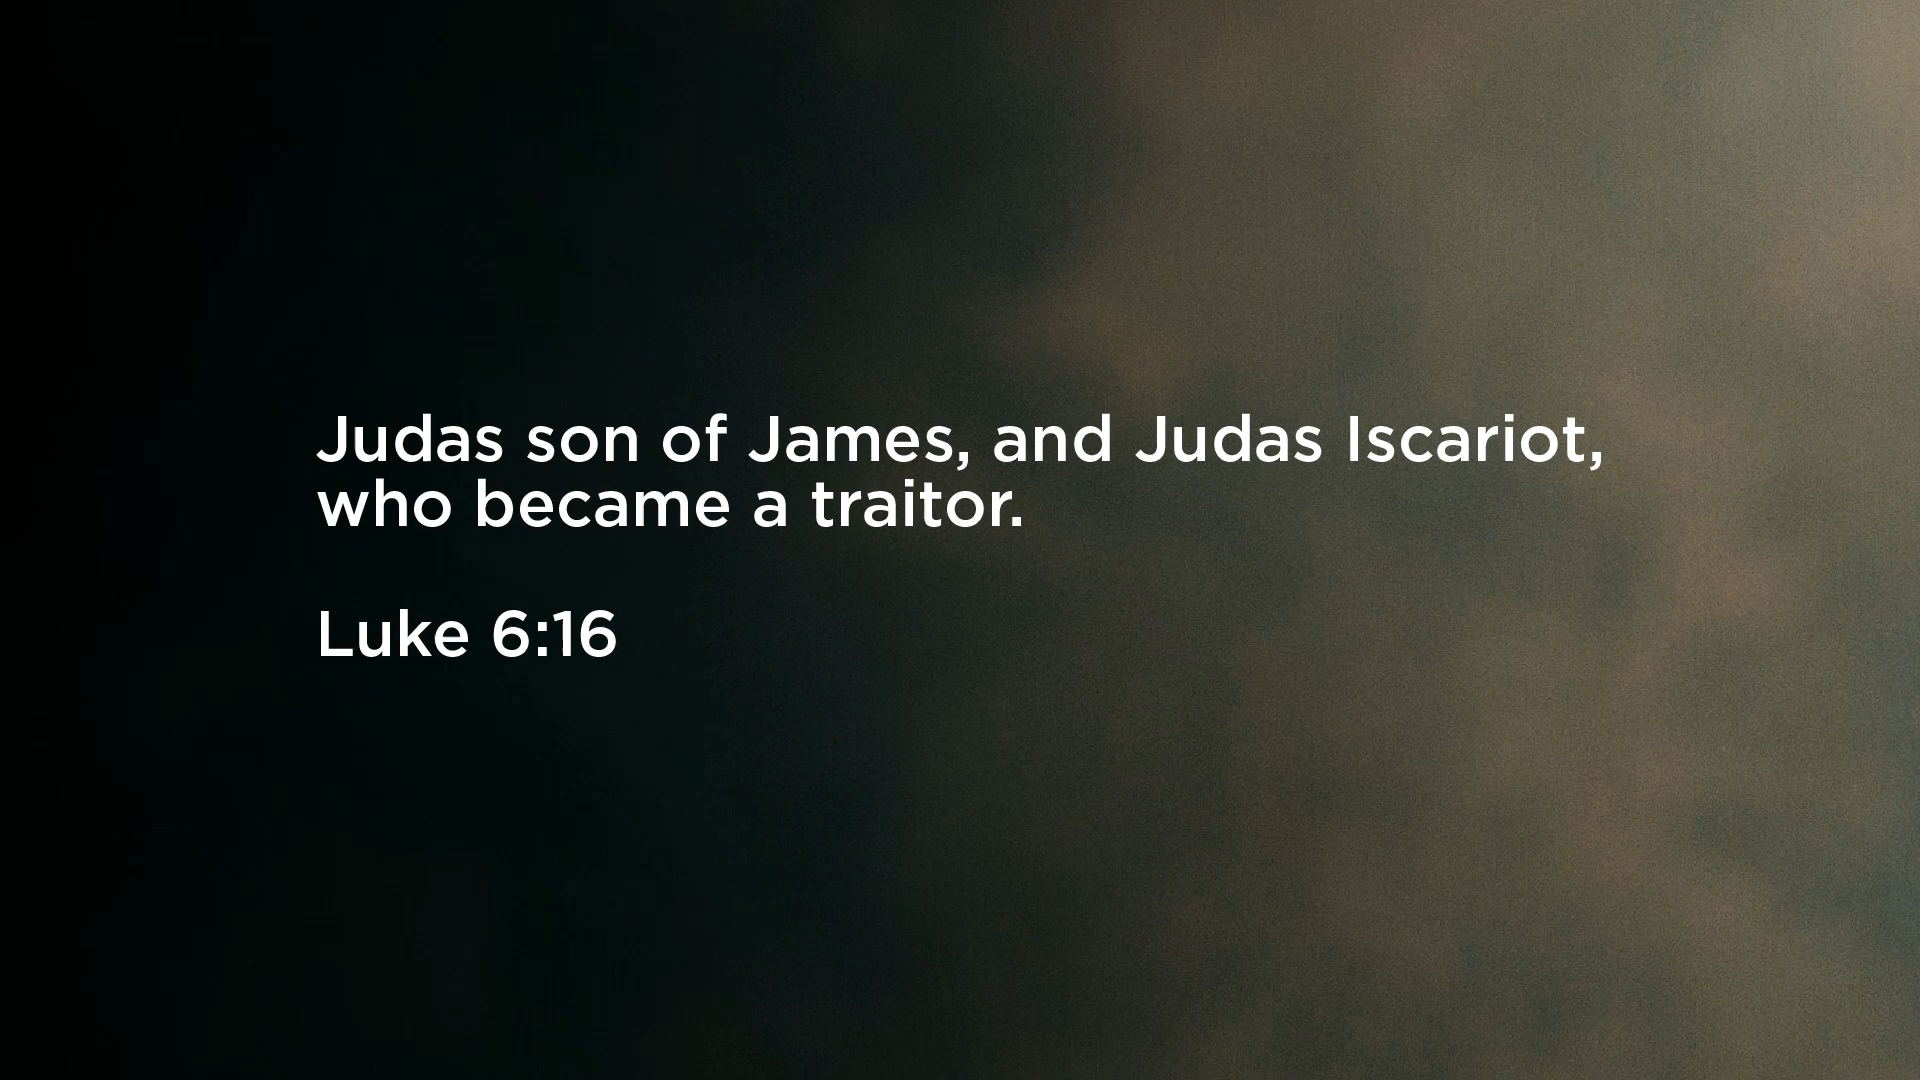 Judas son of James, and Judas Iscariot,
who became a traitor.
Luke 6:16